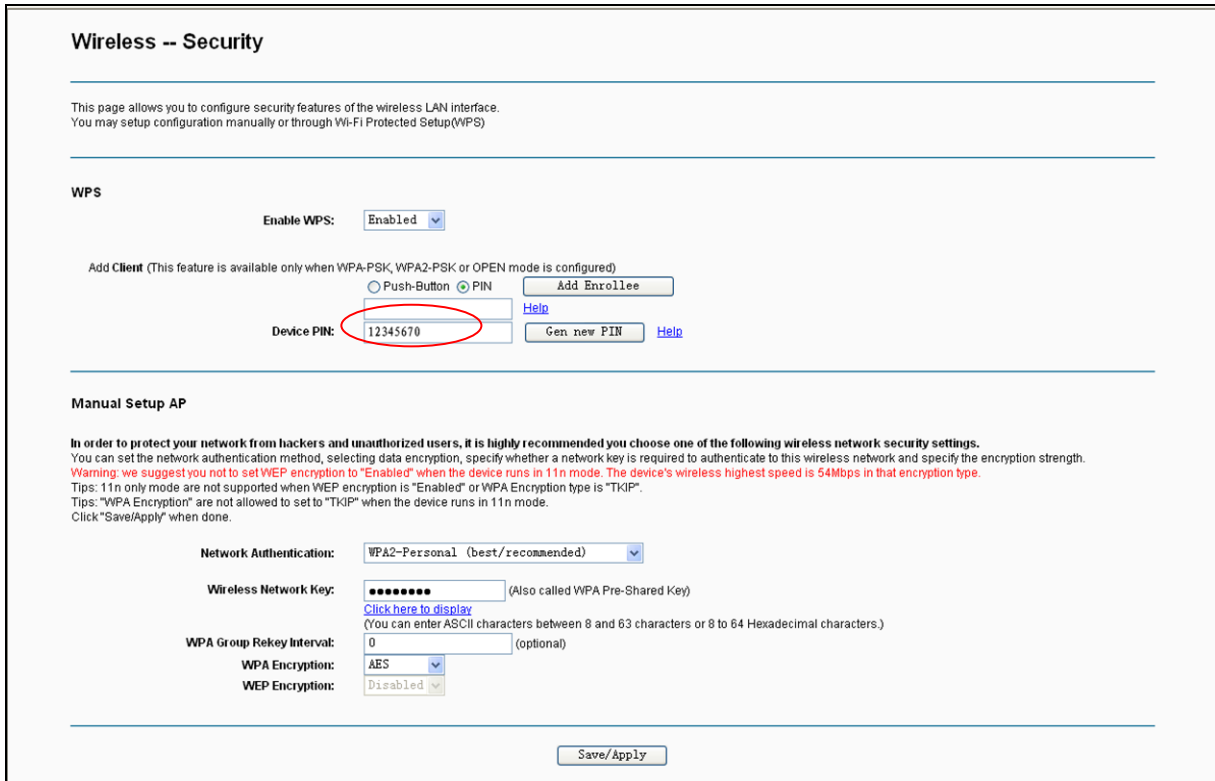 Wireless -- Security
This page allows you to configure security features of the wireless LAN interface.
You may setup configuration manually or through Wi-Fi Protected Setup(WPS)
WPS
Enable WPS: Enabled
Add Client (This feature is available only when WPA-PSK, WPA2-PSK or OPEN mode is configured)
Push-Button PIN Add Enrollee
Help
Device PIN: 12345670 Gen new PIN Help
Manual Setup AP
In order to protect your network from hackers and unauthorized users, it is highly recommended you choose one of the following wireless network security settings.
You can set the network authentication method, selecting data encryption, specify whether a network key is required to authenticate to this wireless network and specify the encryption strength.
Warning: we suggest you not to set WEP encryption to "Enabled" when the device runs in 11n mode. The device's wireless highest speed is 54Mbps in that encryption type.
Tips: 11n only mode are not supported when WEP encryption is "Enabled" or WPA Encryption type is "TKIP".
Tips: "WPA Encryption" are not allowed to set to "TKIP" when the device runs in 11n mode.
Click "Save/Apply" when done.
Network Authentication: WPA2-Personal (best/recommended)
Wireless Network Key: ●●●●●●●● (Also called WPA Pre-Shared Key)
Click here to display
(You can enter ASCII characters between 8 and 63 characters or 8 to 64 Hexadecimal characters.)
WPA Group Rekey Interval: 0 (optional)
WPA Encryption: AES
WEP Encryption: Disabled
Save/Apply